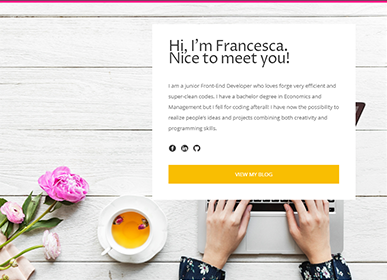 Hi, I'm Francesca.
Nice to meet you!
I am a junior Front-End Developer who loves forge very efficient and
super-clean codes. I have a bachelor degree in Economics and
Management but I fell for coding afterall! I have now the possibility to
realize people's ideas and projects combining both creativity and
programming skills.
VIEW MY BLOG